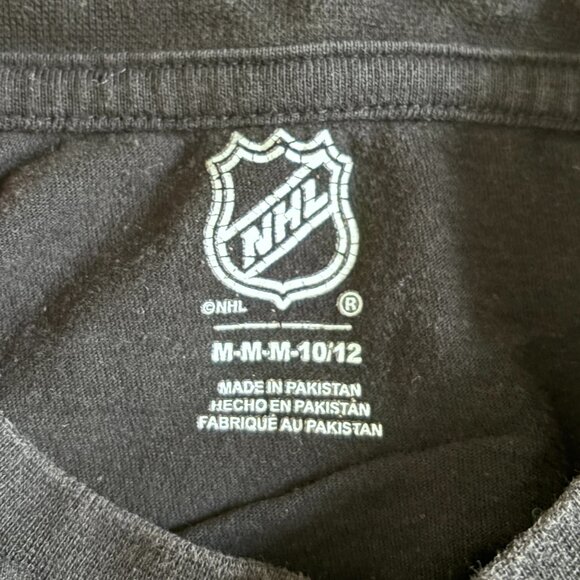 NHL
©NHL ®
M-M-M-10/12
MADE IN PAKISTAN
HECHO EN PAKISTÁN
FABRIQUÉ AU PAKISTAN